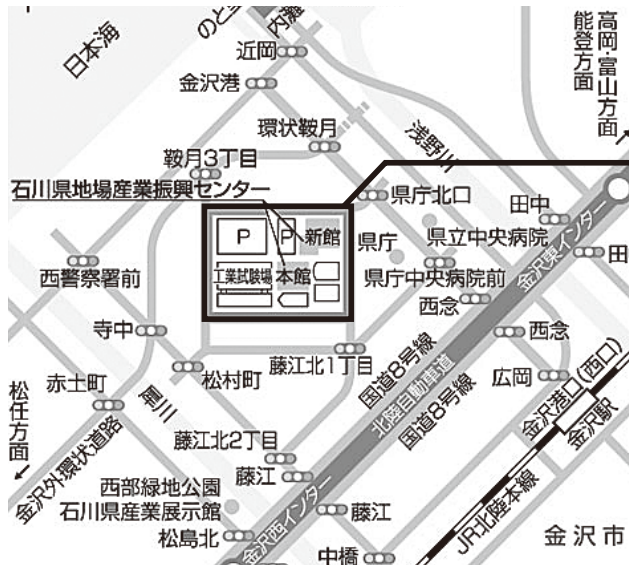 日本海
のと里
内灘
近岡
金沢港
高岡・富山方面
能登方面
環状鞍月
浅野川
鞍月3丁目
石川県地場産業振興センター
県庁北口
田中
P
P
新館
県庁
県立中央病院
金沢東インター
田
西警察署前
工業試験場
本館
県庁中央病院前
西念
寺中
西念
藤江北1丁目
国道8号線
北陸自動車道
国道8号線
松村町
広岡
金沢港口(西口)
金沢駅
赤土町
松任方面
犀川
金沢外環状道路
藤江北2丁目
藤江
西部緑地公園
石川県産業展示館
藤江
松島北
金沢西インター
中橋
JR北陸本線
金沢市